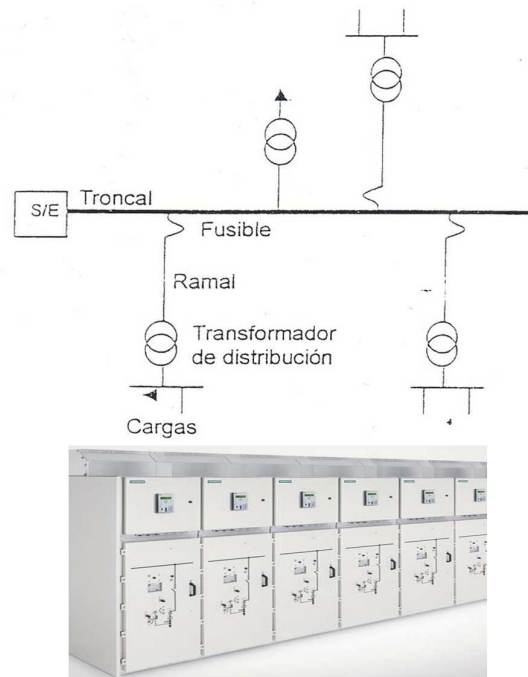 S/E
Troncal
Fusible
Ramal
Transformador
de distribución
Cargas